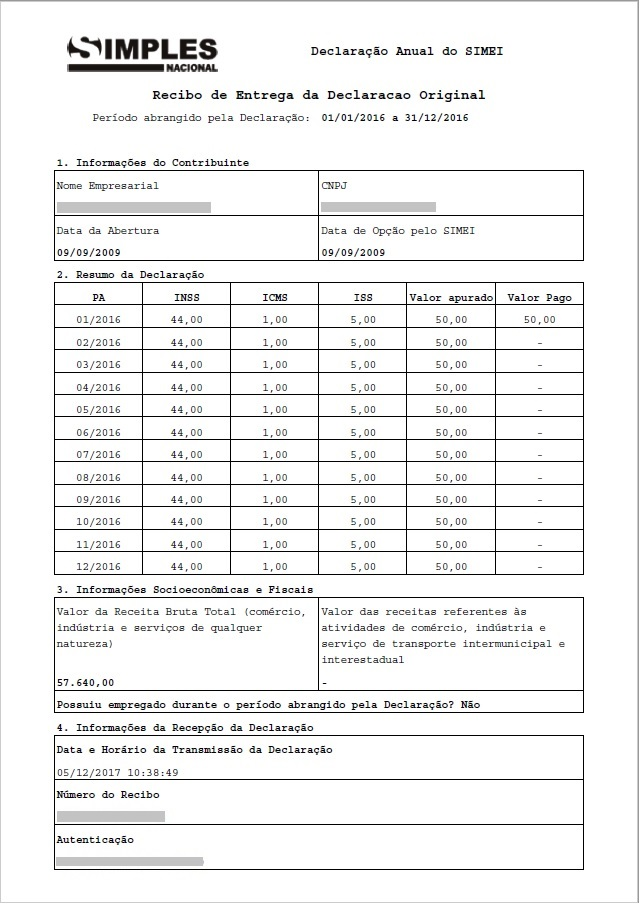 SIMPLES
NACIONAL
Declaração Anual do SIMEI
Recibo de Entrega da Declaracao Original
Período abrangido pela Declaração: 01/01/2016 a 31/12/2016
1. Informações do Contribuinte
Nome Empresarial
CNPJ
Data da Abertura
Data de Opção pelo SIMEI
09/09/2009
09/09/2009
2. Resumo da Declaração
PA INSS ICMS ISS Valor apurado Valor Pago
01/2016 44,00 1,00 5,00 50,00 50,00
02/2016 44,00 1,00 5,00 50,00 -
03/2016 44,00 1,00 5,00 50,00 -
04/2016 44,00 1,00 5,00 50,00 -
05/2016 44,00 1,00 5,00 50,00 -
06/2016 44,00 1,00 5,00 50,00 -
07/2016 44,00 1,00 5,00 50,00 -
08/2016 44,00 1,00 5,00 50,00 -
09/2016 44,00 1,00 5,00 50,00 -
10/2016 44,00 1,00 5,00 50,00 -
11/2016 44,00 1,00 5,00 50,00 -
12/2016 44,00 1,00 5,00 50,00 -
3. Informações Socioeconômicas e Fiscais
Valor da Receita Bruta Total (comércio,
indústria e serviços de qualquer
natureza)
57.640,00
Valor das receitas referentes às
atividades de comércio, indústria e
serviço de transporte intermunicipal e
interestadual
-
Possuiu empregado durante o período abrangido pela Declaração? Não
4. Informações da Recepção da Declaração
Data e Horário da Transmissão da Declaração
05/12/2017 10:38:49
Número do Recibo
Autenticação